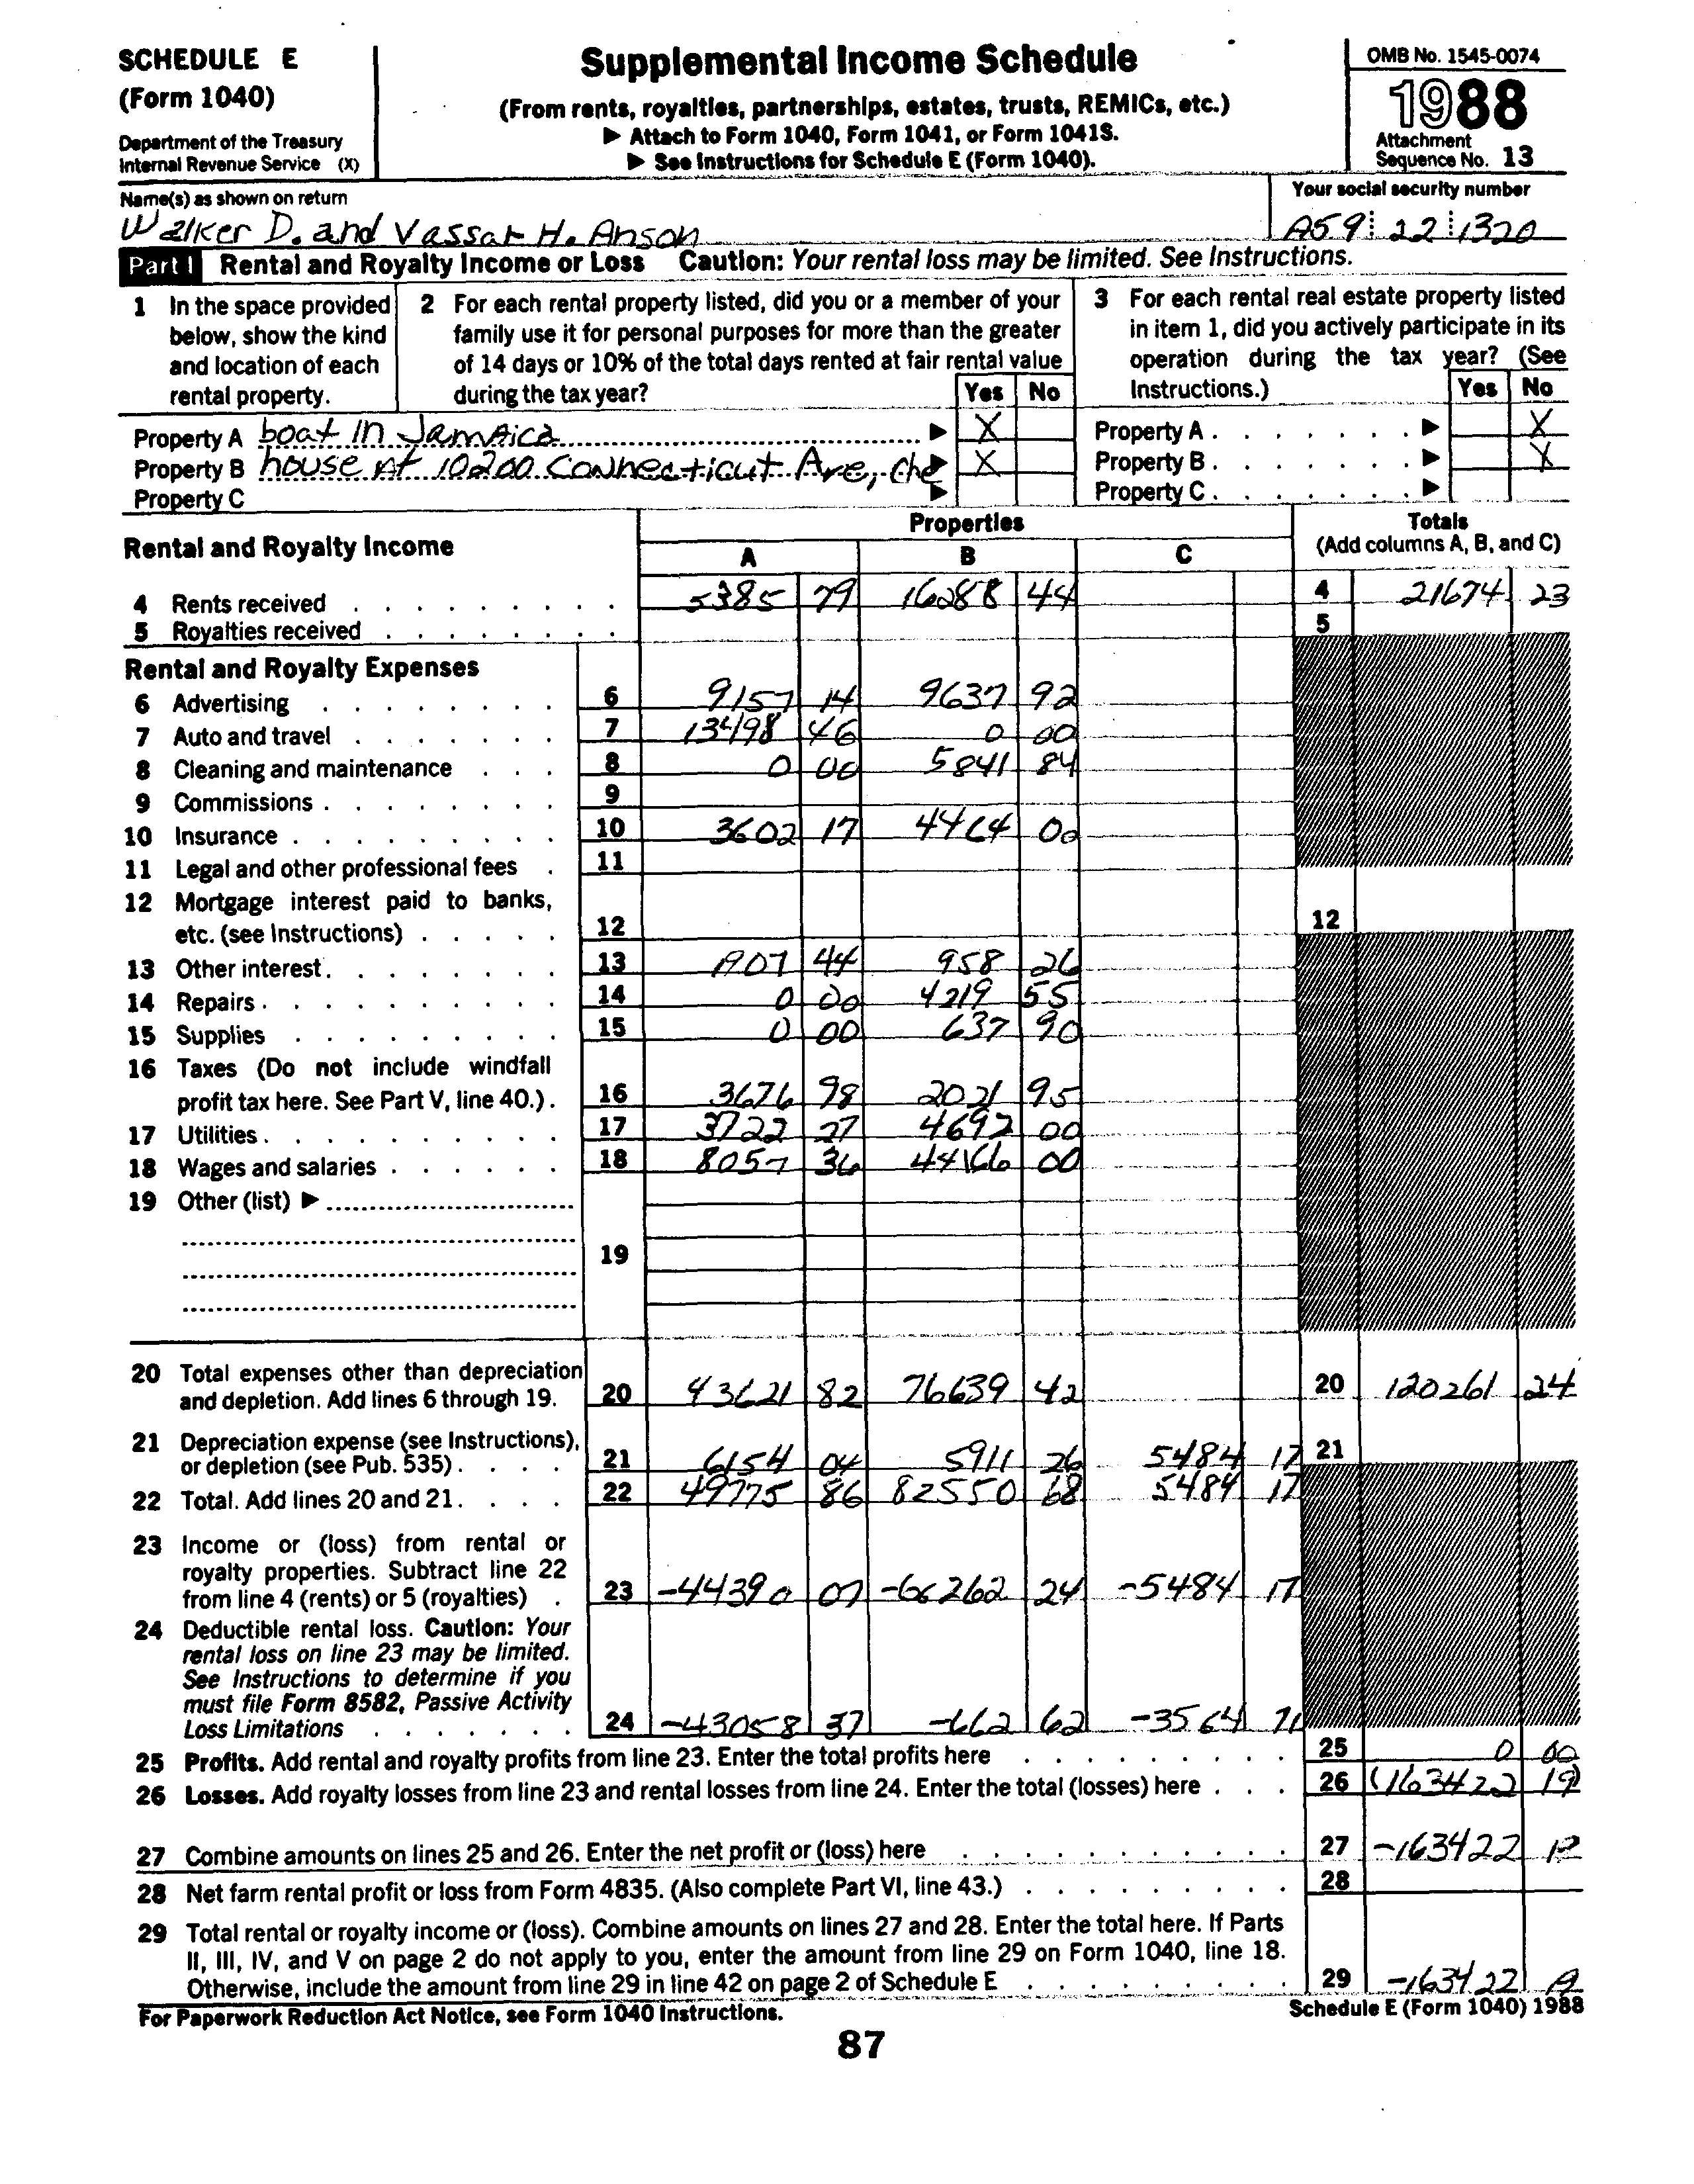 SCHEDULE E
(Form 1040)
Department of the Treasury
Internal Revenue Service (X)
Supplemental Income Schedule
(From rents, royalties, partnerships, estates, trusts, REMICs, etc.)
▶ Attach to Form 1040, Form 1041, or Form 1041S.
▶ See Instructions for Schedule E (Form 1040).
OMB No. 1545-0074
1988
Attachment
Sequence No. 13
Name(s) as shown on return
Walker D. and Vassar H. Anson
Your social security number
A59 22 1320
Part I Rental and Royalty Income or Loss Caution: Your rental loss may be limited. See Instructions.
1 In the space provided
below, show the kind
and location of each
rental property.
2 For each rental property listed, did you or a member of your
family use it for personal purposes for more than the greater
of 14 days or 10% of the total days rented at fair rental value
during the tax year? Yes No
3 For each rental real estate property listed
in item 1, did you actively participate in its
operation during the tax year? (See
Instructions.) Yes No
Property A boat in Jamaica ▶ X
Property A ▶ X
Property B house at 10200 Connecticut Ave, che ▶ X
Property B ▶ X
Property C ▶
Property C ▶
Rental and Royalty Income
Properties
A B C
Totals
(Add columns A, B, and C)
4 Rents received 5385 79 16288 44 4 21674 23
5 Royalties received 5
Rental and Royalty Expenses
6 Advertising 6 9157 14 9637 92
7 Auto and travel 7 13498 46 0 00
8 Cleaning and maintenance 8 0 00 5841 84
9 Commissions 9
10 Insurance 10 3602 17 4464 00
11 Legal and other professional fees 11
12 Mortgage interest paid to banks,
etc. (see Instructions) 12 12
13 Other interest 13 A07 44 958 26
14 Repairs 14 0 00 4219 55
15 Supplies 15 0 00 637 90
16 Taxes (Do not include windfall
profit tax here. See Part V, line 40.) 16 3676 98 2021 95
17 Utilities 17 3722 27 4692 00
18 Wages and salaries 18 8057 36 44166 00
19 Other (list) ▶
19
20 Total expenses other than depreciation
and depletion. Add lines 6 through 19. 20 43621 82 76639 42 20 120261 24
21 Depreciation expense (see Instructions),
or depletion (see Pub. 535) 21 6154 04 5911 26 5484 17 21
22 Total. Add lines 20 and 21 22 49775 86 82550 68 5484 17
23 Income or (loss) from rental or
royalty properties. Subtract line 22
from line 4 (rents) or 5 (royalties) 23 -44390 07 -66262 24 -5484 17
24 Deductible rental loss. Caution: Your
rental loss on line 23 may be limited.
See Instructions to determine if you
must file Form 8582, Passive Activity
Loss Limitations 24 -43058 37 -662 62 -3564 71
25 Profits. Add rental and royalty profits from line 23. Enter the total profits here 25 0 00
26 Losses. Add royalty losses from line 23 and rental losses from line 24. Enter the total (losses) here 26 (163422 19)
27 Combine amounts on lines 25 and 26. Enter the net profit or (loss) here 27 -163422 19
28 Net farm rental profit or loss from Form 4835. (Also complete Part VI, line 43.) 28
29 Total rental or royalty income or (loss). Combine amounts on lines 27 and 28. Enter the total here. If Parts
II, III, IV, and V on page 2 do not apply to you, enter the amount from line 29 on Form 1040, line 18.
Otherwise, include the amount from line 29 in line 42 on page 2 of Schedule E 29 -163422 19
For Paperwork Reduction Act Notice, see Form 1040 Instructions.
Schedule E (Form 1040) 1988
87